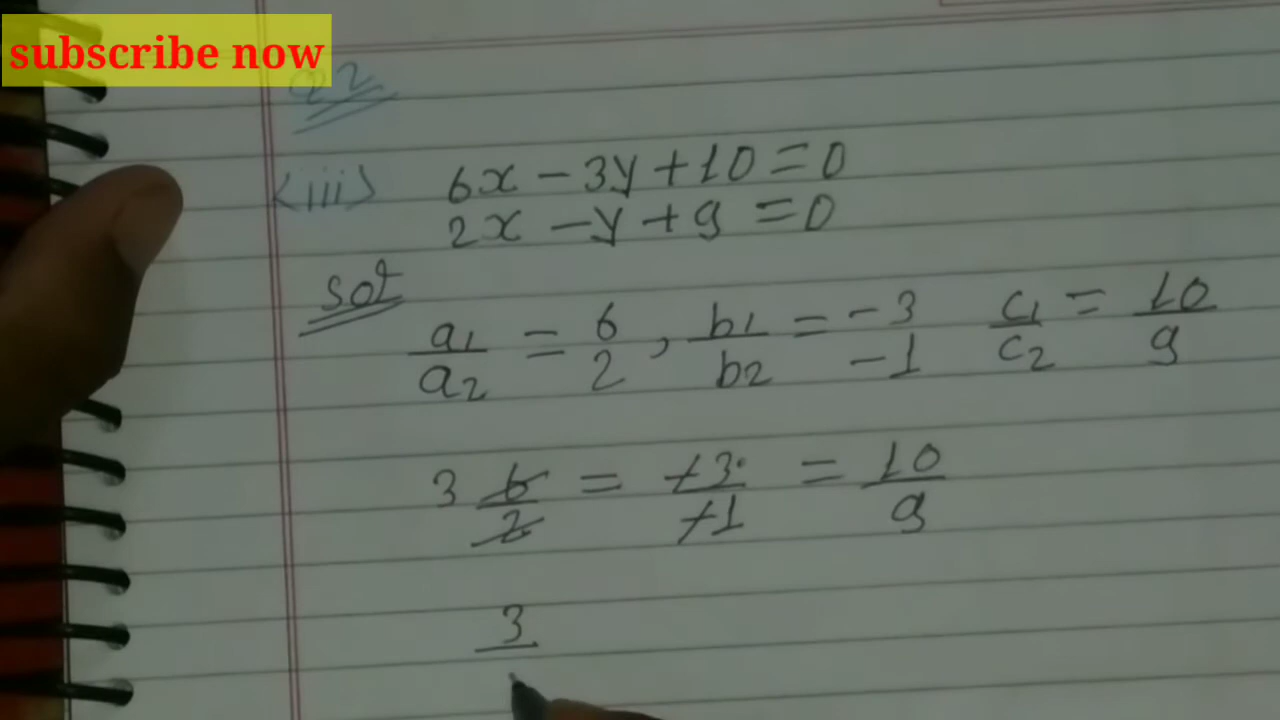 subscribe now
Q2
(iii) 6x - 3y + 10 = 0
2x - y + 9 = 0
Sol
a1/a2 = 6/2, b1/b2 = -3/-1 c1/c2 = 10/9
3 6/2 = -3/-1 = 10/9
3